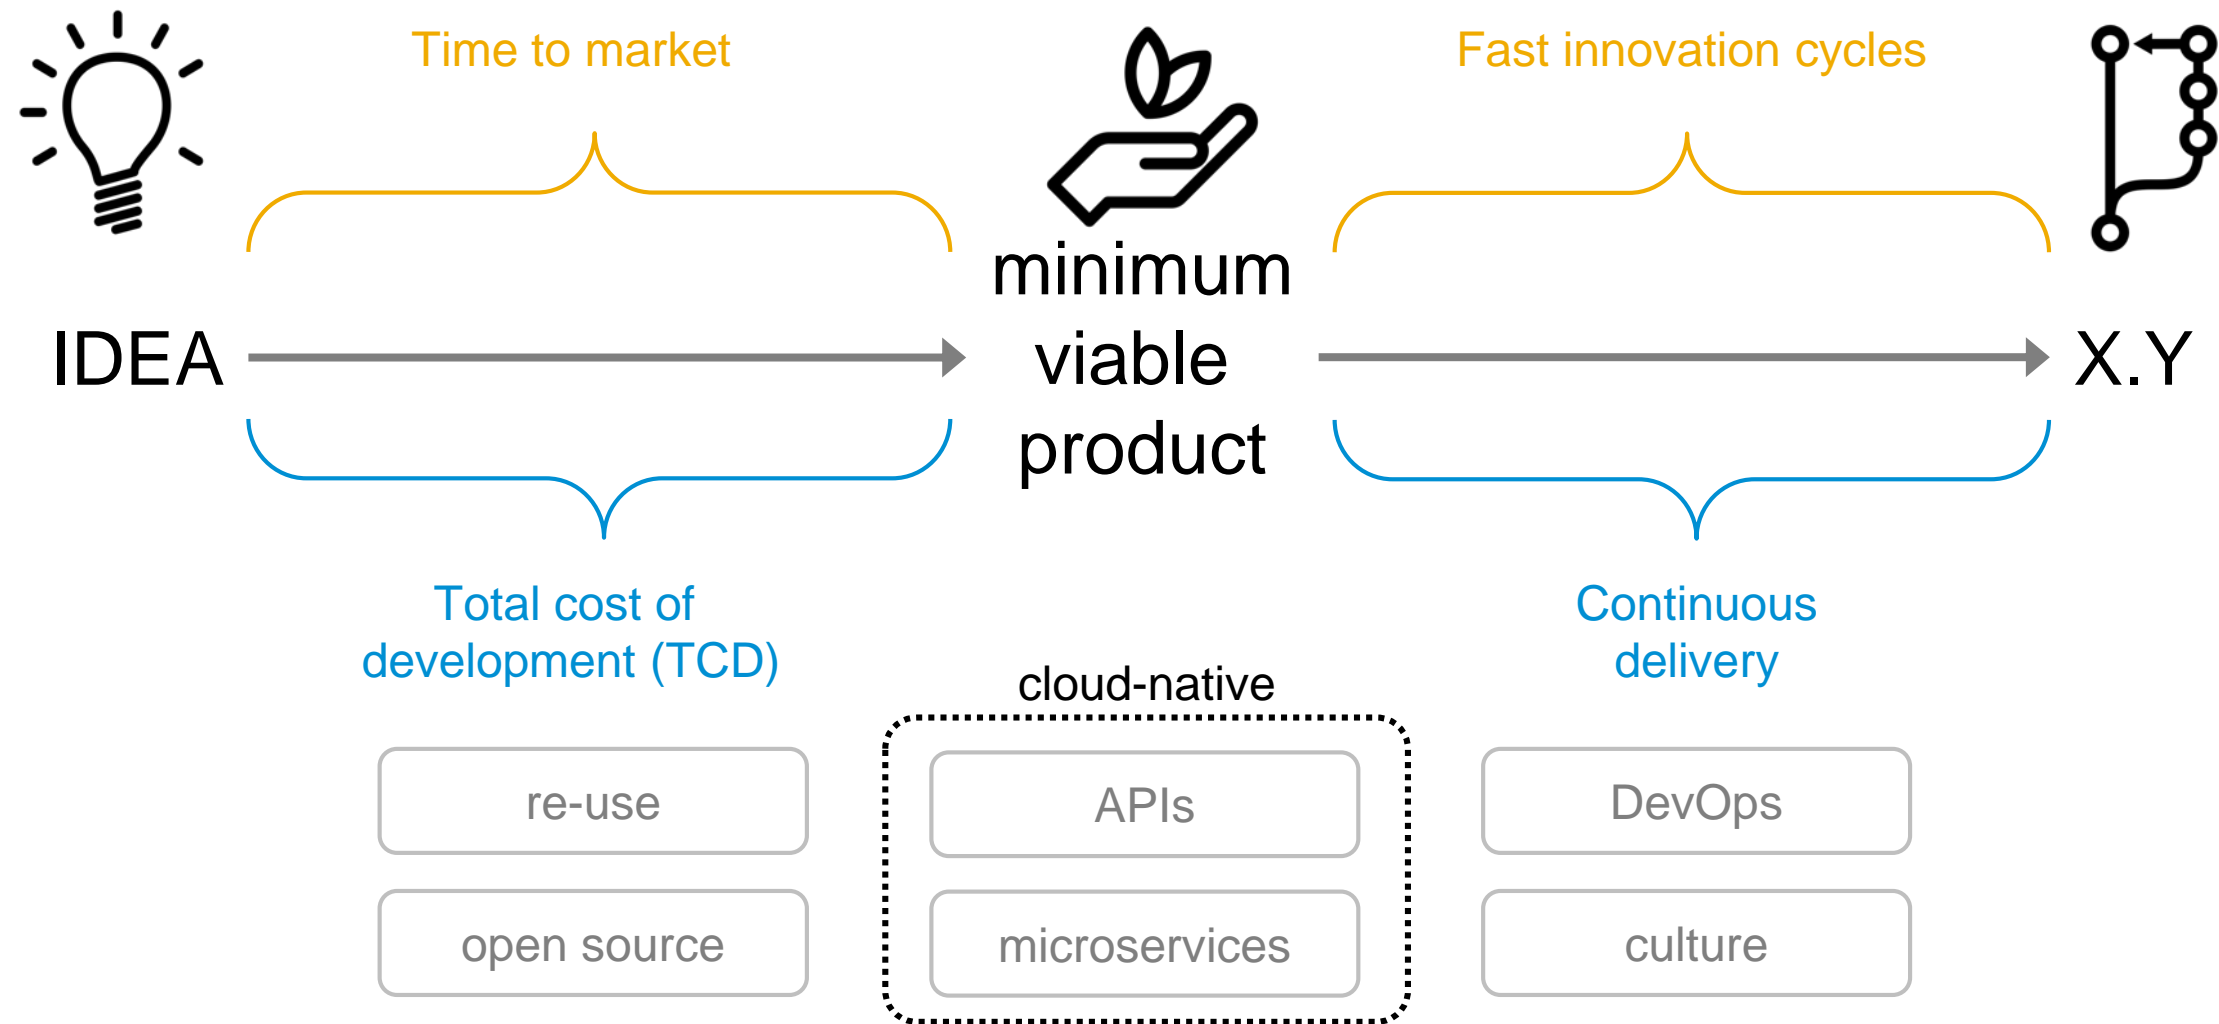 Time to market
Fast innovation cycles
IDEA
minimum
viable
product
X.Y
Total cost of
development (TCD)
Continuous
delivery
cloud-native
re-use
APIs
DevOps
open source
microservices
culture